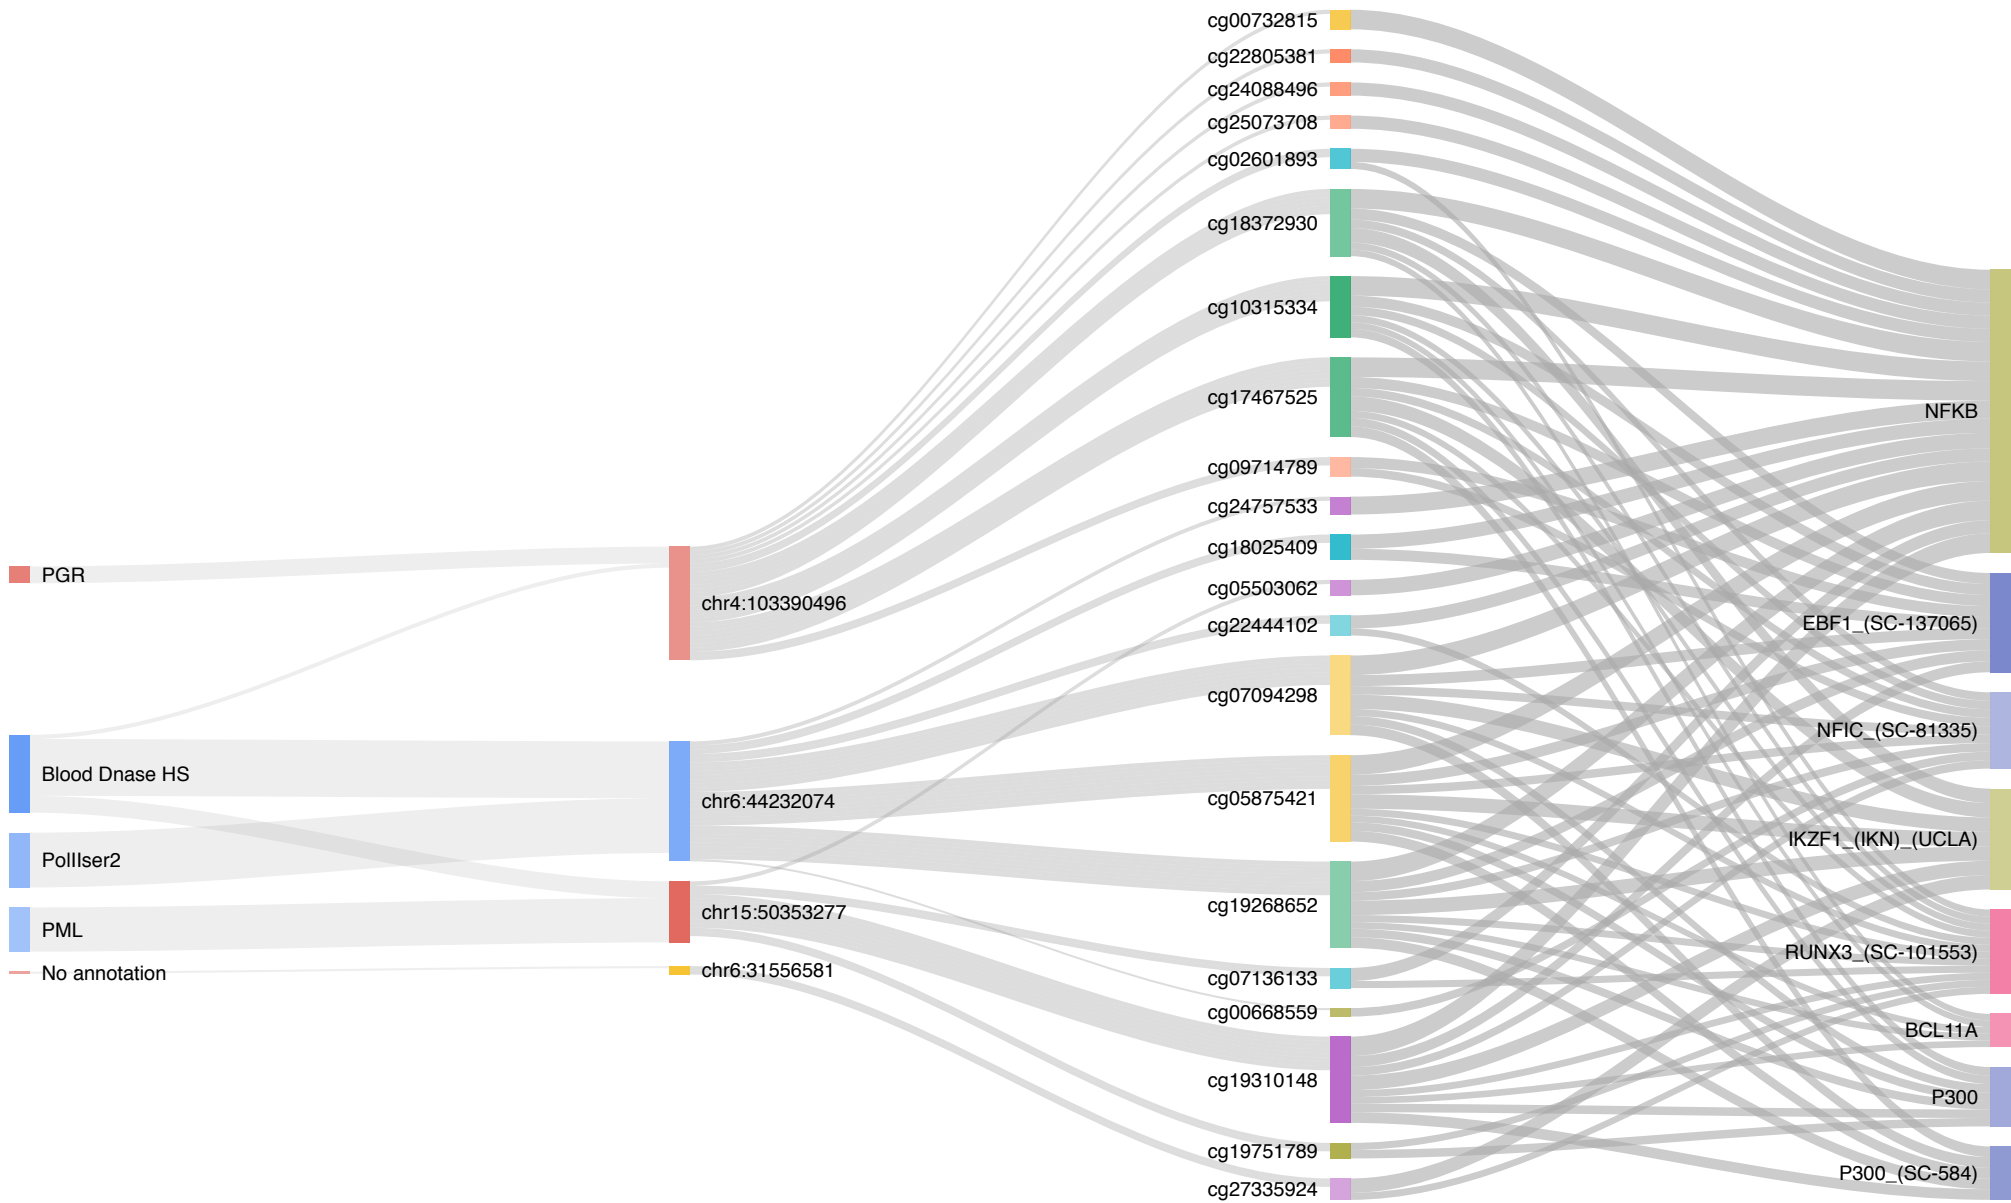 PGR
Blood Dnase HS
PolIIser2
PML
No annotation
chr4:103390496
chr6:44232074
chr15:50353277
chr6:31556581
cg00732815
cg22805381
cg24088496
cg25073708
cg02601893
cg18372930
cg10315334
cg17467525
cg09714789
cg24757533
cg18025409
cg05503062
cg22444102
cg07094298
cg05875421
cg19268652
cg07136133
cg00668559
cg19310148
cg19751789
cg27335924
NFKB
EBF1_(SC-137065)
NFIC_(SC-81335)
IKZF1_(IKN)_(UCLA)
RUNX3_(SC-101553)
BCL11A
P300
P300_(SC-584)